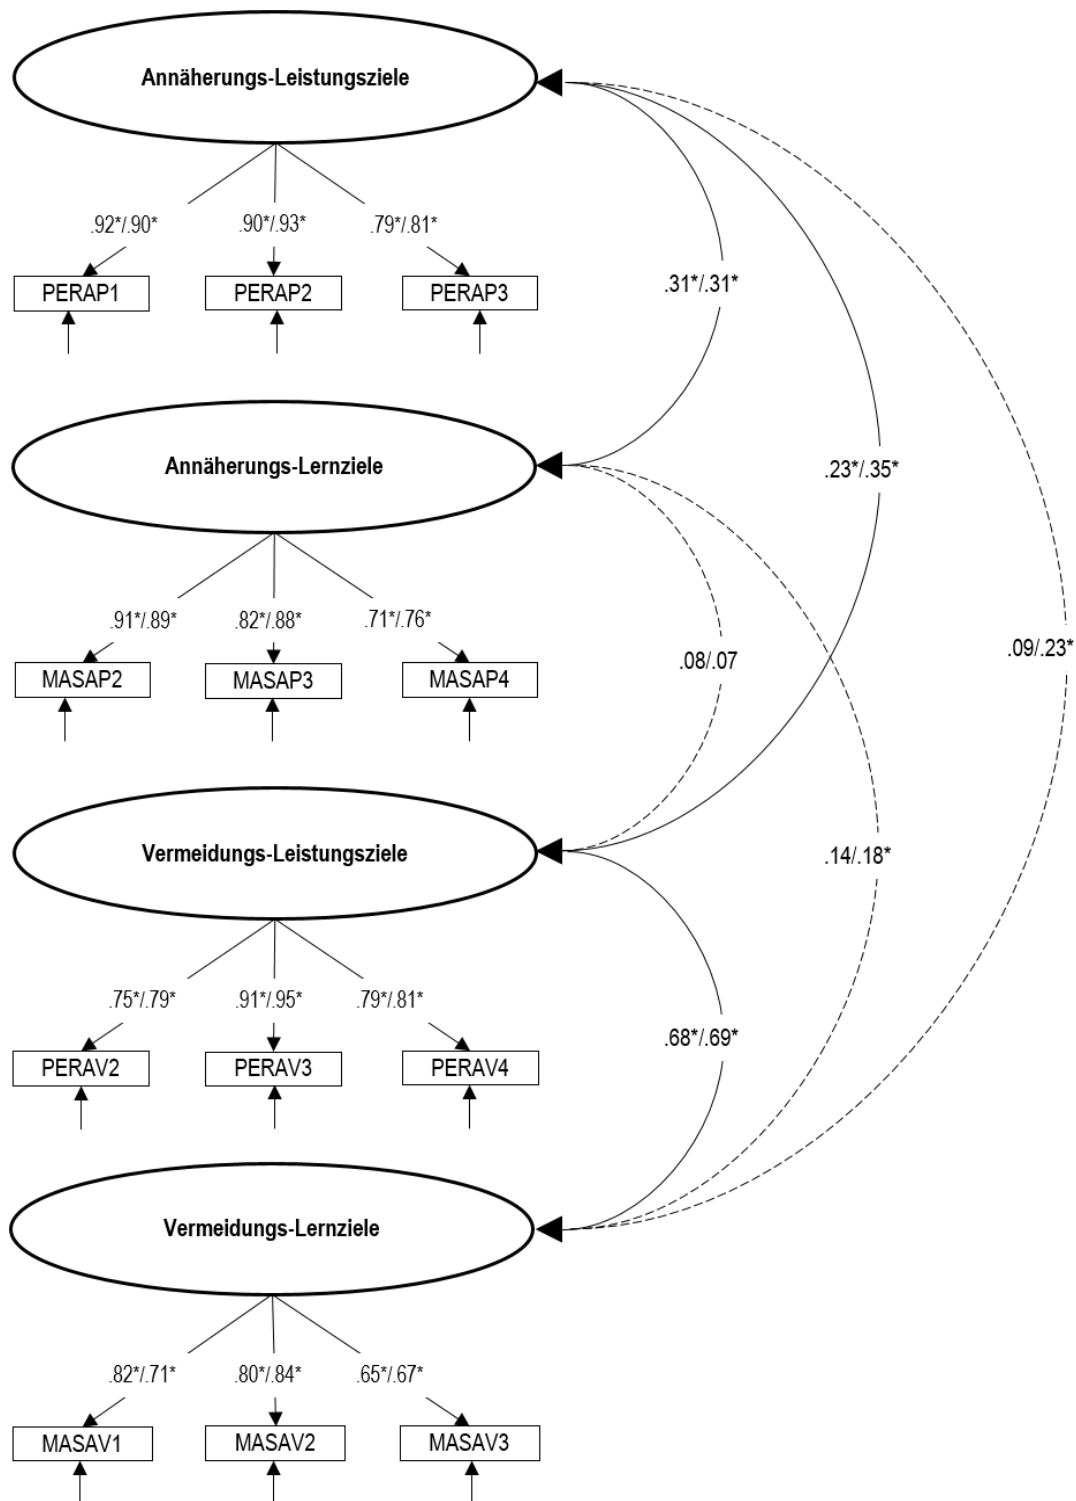 Annäherungs-Leistungsziele
.92*/.90*
.90*/.93*
.79*/.81*
PERAP1
PERAP2
PERAP3
.31*/.31*
Annäherungs-Lernziele
.23*/.35*
.91*/.89*
.82*/.88*
.71*/.76*
MASAP2
MASAP3
MASAP4
.08/.07
.09/.23*
Vermeidungs-Leistungsziele
.14/.18*
.75*/.79*
.91*/.95*
.79*/.81*
PERAV2
PERAV3
PERAV4
.68*/.69*
Vermeidungs-Lernziele
.82*/.71*
.80*/.84*
.65*/.67*
MASAV1
MASAV2
MASAV3